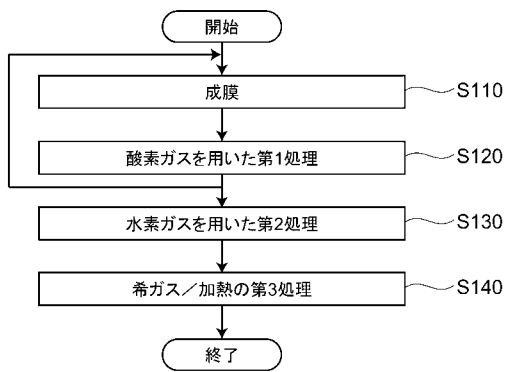 開始
成膜
S110
酸素ガスを用いた第1処理
S120
水素ガスを用いた第2処理
S130
希ガス／加熱の第3処理
S140
終了